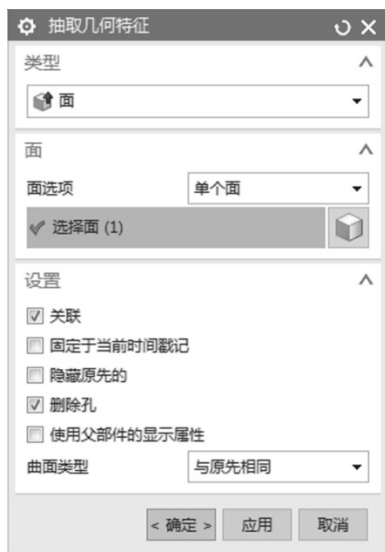 抽取几何特征
类型
面
面
面选项 单个面
选择面 (1)
设置
关联
固定于当前时间戳记
隐藏原先的
删除孔
使用父部件的显示属性
曲面类型 与原先相同
< 确定 > 应用 取消